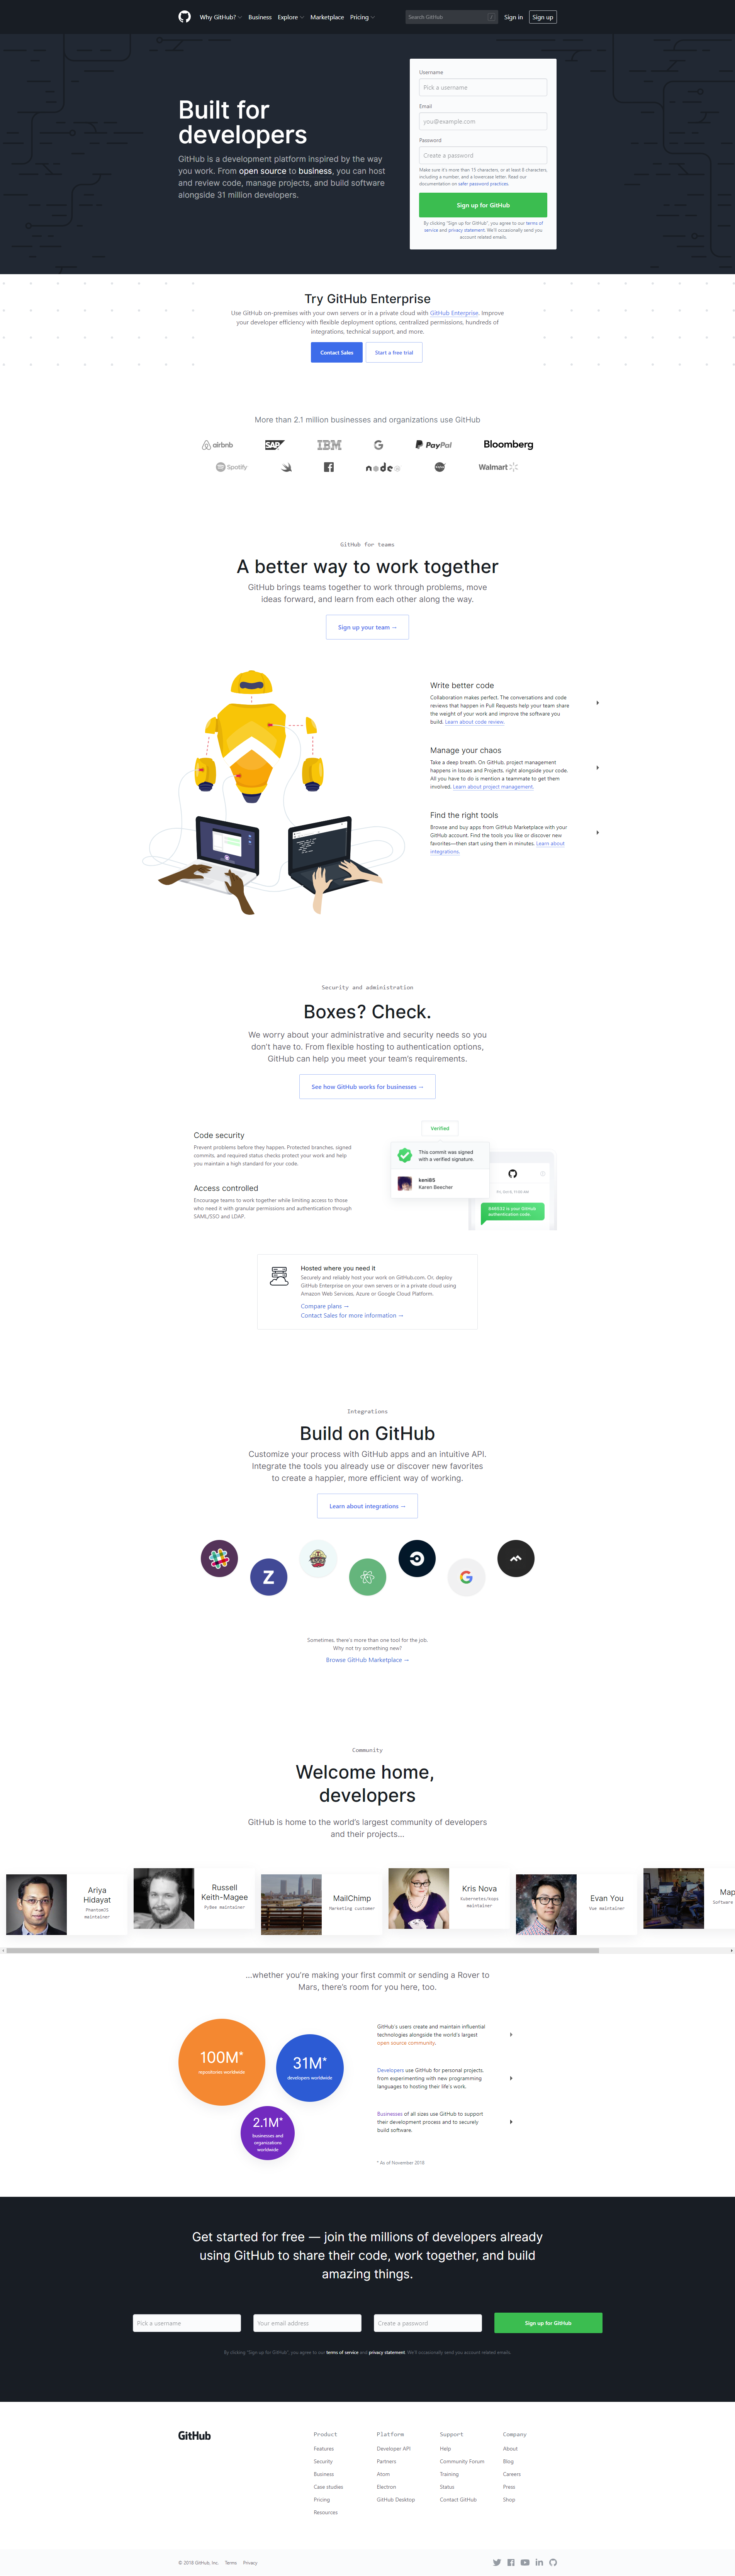 Why GitHub? Business Explore Marketplace Pricing Search GitHub / Sign in Sign up
Built for
developers
GitHub is a development platform inspired by the way
you work. From open source to business, you can host
and review code, manage projects, and build software
alongside 31 million developers.
Username
Pick a username
Email
you@example.com
Password
Create a password
Make sure it's more than 15 characters, or at least 8 characters,
including a number, and a lowercase letter. Read our
documentation on safer password practices.
Sign up for GitHub
By clicking "Sign up for GitHub", you agree to our terms of
service and privacy statement. We'll occasionally send you
account related emails.
Try GitHub Enterprise
Use GitHub on-premises with your own servers or in a private cloud with GitHub Enterprise. Improve
your developer efficiency with flexible deployment options, centralized permissions, hundreds of
integrations, technical support, and more.
Contact Sales Start a free trial
More than 2.1 million businesses and organizations use GitHub
airbnb SAP IBM G PayPal Bloomberg
Spotify node Walmart
GitHub for teams
A better way to work together
GitHub brings teams together to work through problems, move
ideas forward, and learn from each other along the way.
Sign up your team →
Write better code
Collaboration makes perfect. The conversations and code
reviews that happen in Pull Requests help your team share
the weight of your work and improve the software you
build. Learn about code review.
Manage your chaos
Take a deep breath. On GitHub, project management
happens in Issues and Projects, right alongside your code.
All you have to do is mention a teammate to get them
involved. Learn about project management.
Find the right tools
Browse and buy apps from GitHub Marketplace with your
GitHub account. Find the tools you like or discover new
favorites—then start using them in minutes. Learn about
integrations.
Security and administration
Boxes? Check.
We worry about your administrative and security needs so you
don't have to. From flexible hosting to authentication options,
GitHub can help you meet your team's requirements.
See how GitHub works for businesses →
Code security
Prevent problems before they happen. Protected branches, signed
commits, and required status checks protect your work and help
you maintain a high standard for your code.
Access controlled
Encourage teams to work together while limiting access to those
who need it with granular permissions and authentication through
SAML/SSO and LDAP.
Verified
This commit was signed
with a verified signature.
kemi85
Karen Beecher
is your GitHub
authentication code.
Hosted where you need it
Securely and reliably host your work on GitHub.com. Or, deploy
GitHub Enterprise on your own servers or in a private cloud using
Amazon Web Services, Azure or Google Cloud Platform.
Compare plans →
Contact Sales for more information →
Integrations
Build on GitHub
Customize your process with GitHub apps and an intuitive API.
Integrate the tools you already use or discover new favorites
to create a happier, more efficient way of working.
Learn about integrations →
Z
G
Sometimes, there's more than one tool for the job.
Why not try something new?
Browse GitHub Marketplace →
Community
Welcome home,
developers
GitHub is home to the world's largest community of developers
and their projects...
Ariya
Hidayat
PhantomJS
maintainer
Russell
Keith-Magee
PyBee maintainer
MailChimp
Marketing customer
Kris Nova
Kubernetes/kops
maintainer
Evan You
Vue maintainer
Map
Software
...whether you're making your first commit or sending a Rover to
Mars, there's room for you here, too.
100M*
repositories worldwide
31M*
developers worldwide
2.1M*
businesses and
organizations
worldwide
GitHub's users create and maintain influential
technologies alongside the world's largest
open source community.
Developers use GitHub for personal projects,
from experimenting with new programming
languages to hosting their life's work.
Businesses of all sizes use GitHub to support
their development process and to securely
build software.
* As of November 2018
Get started for free — join the millions of developers already
using GitHub to share their code, work together, and build
amazing things.
Pick a username Your email address Create a password Sign up for GitHub
By clicking "Sign up for GitHub", you agree to our terms of service and privacy statement. We'll occasionally send you account related emails.
GitHub
Product
Features
Security
Business
Case studies
Pricing
Resources
Platform
Developer API
Partners
Atom
Electron
GitHub Desktop
Support
Help
Community Forum
Training
Status
Contact GitHub
Company
About
Blog
Careers
Press
Shop
© 2018 GitHub, Inc. Terms Privacy